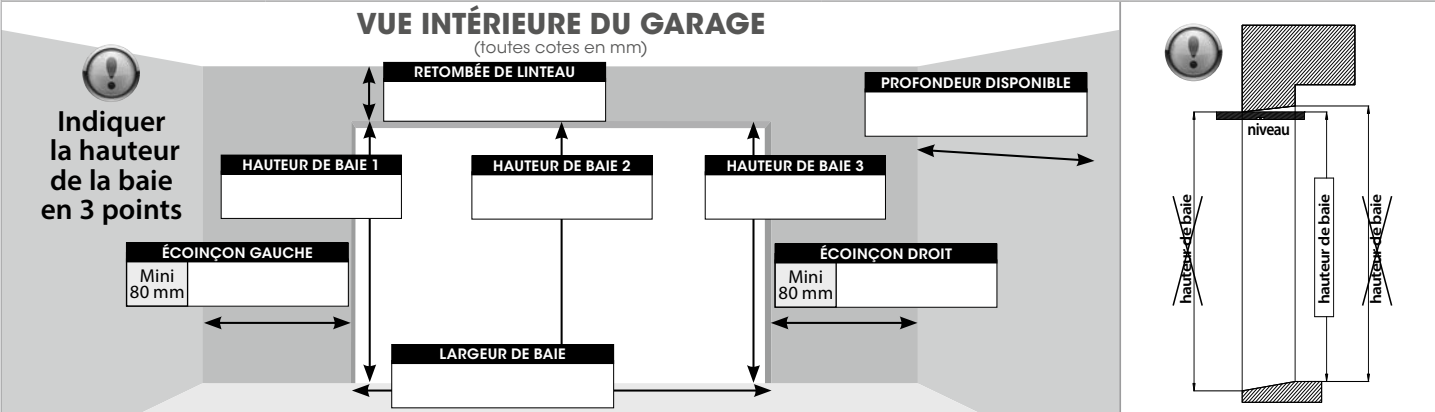 VUE INTÉRIEURE DU GARAGE
(toutes cotes en mm)
Indiquer
la hauteur
de la baie
en 3 points
RETOMBÉE DE LINTEAU
PROFONDEUR DISPONIBLE
HAUTEUR DE BAIE 1
HAUTEUR DE BAIE 2
HAUTEUR DE BAIE 3
ÉCOINÇON GAUCHE
Mini
80 mm
ÉCOINÇON DROIT
Mini
80 mm
LARGEUR DE BAIE
niveau
hauteur de baie
hauteur de baie
hauteur de baie